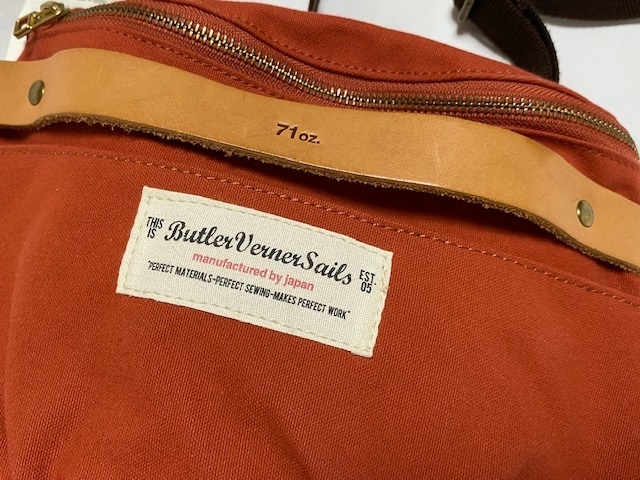 71oz.
THIS IS
ButlerVernerSails
EST. 05
manufactured by japan
"PERFECT MATERIALS-PERFECT SEWING-MAKES PERFECT WORK"